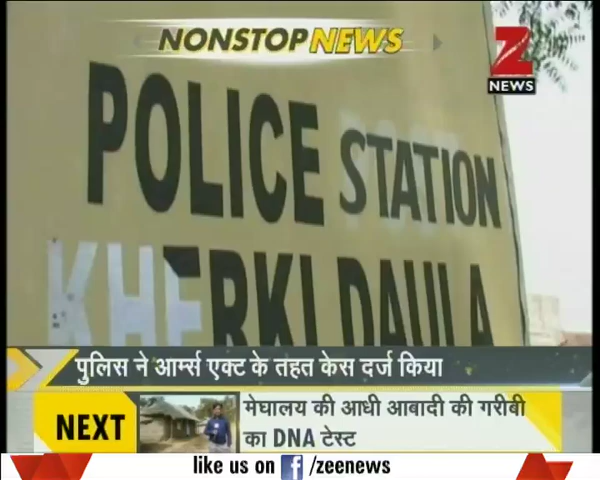 NONSTOP NEWS
Z
NEWS
POLICE STATION
KHERKI DAULA
पुलिस ने आर्म्स एक्ट के तहत केस दर्ज किया
NEXT
मेघालय की आधी आबादी की गरीबी
का DNA टेस्ट
like us on f /zeenews